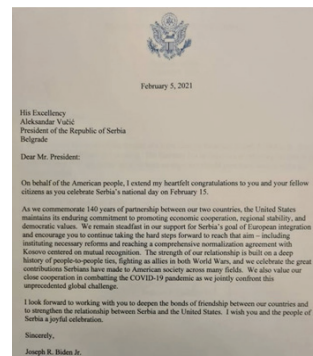 February 5, 2021
His Excellency
Aleksandar Vučić
President of the Republic of Serbia
Belgrade
Dear Mr. President:
On behalf of the American people, I extend my heartfelt congratulations to you and your fellow
citizens as you celebrate Serbia's national day on February 15.
As we commemorate 140 years of partnership between our two countries, the United States
maintains its enduring commitment to promoting economic cooperation, regional stability, and
democratic values. We remain steadfast in our support for Serbia's goal of European integration
and encourage you to continue taking the hard steps forward to reach that aim – including
instituting necessary reforms and reaching a comprehensive normalization agreement with
Kosovo centered on mutual recognition. The strength of our relationship is built on a deep
history of people-to-people ties, fighting as allies in both World Wars, and we celebrate the great
contributions Serbians have made to American society across many fields. We also value our
close cooperation in combatting the COVID-19 pandemic as we jointly confront this
unprecedented global challenge.
I look forward to working with you to deepen the bonds of friendship between our countries and
to strengthen the relationship between Serbia and the United States. I wish you and the people of
Serbia a joyful celebration.
Sincerely,
Joseph R. Biden Jr.